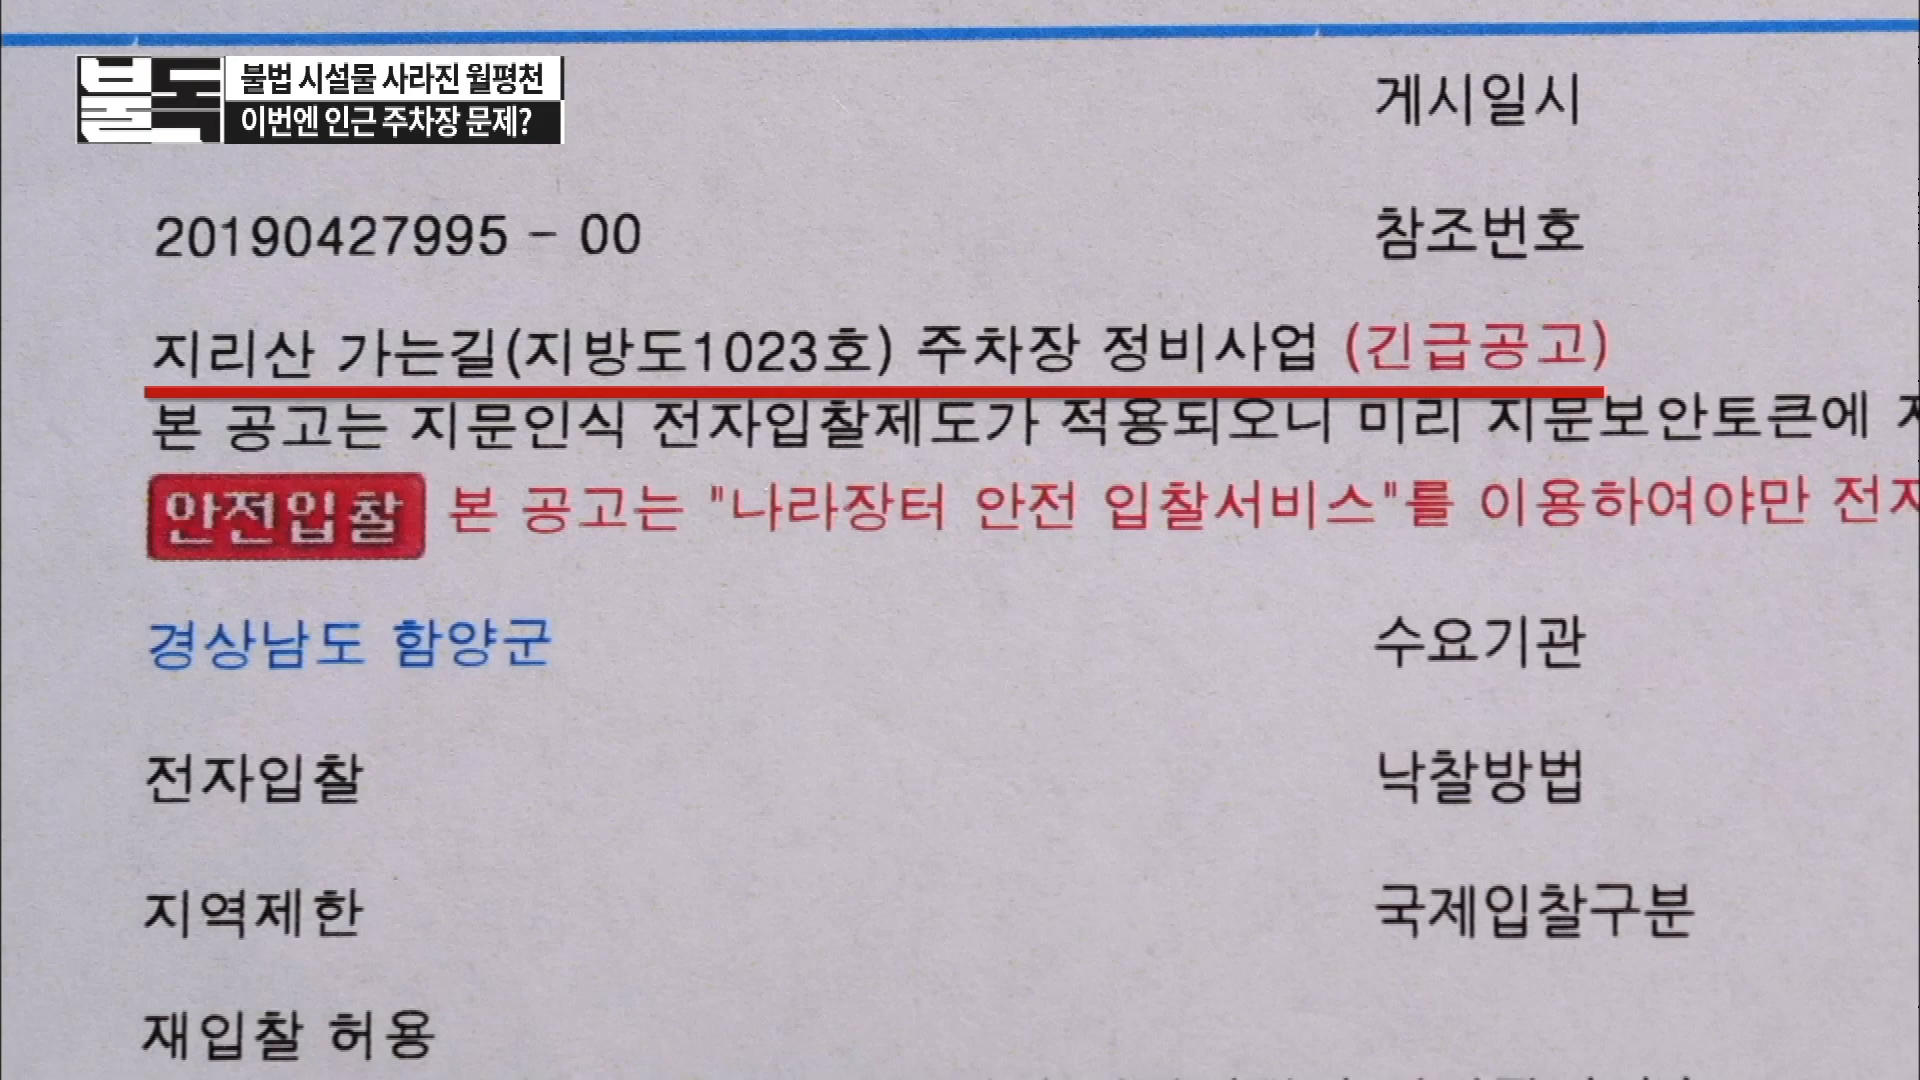 불독
불법 시설물 사라진 월평천
이번엔 인근 주차장 문제?
게시일시
20190427995 - 00
참조번호
지리산 가는길(지방도1023호) 주차장 정비사업 (긴급공고)
본 공고는 지문인식 전자입찰제도가 적용되오니 미리 지문보안토큰에
안전입찰 본 공고는 "나라장터 안전 입찰서비스"를 이용하여야만 전자
경상남도 함양군
수요기관
전자입찰
낙찰방법
지역제한
국제입찰구분
재입찰 허용